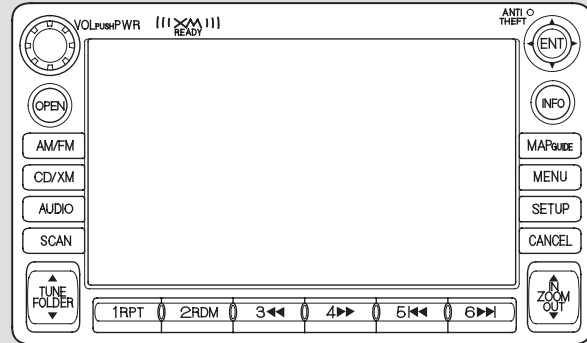 VOL PUSH PWR
XM
READY
ANTI
THEFT
ENT
OPEN
INFO
AM/FM
MAP GUIDE
CD/XM
MENU
AUDIO
SETUP
SCAN
CANCEL
TUNE
FOLDER
IN
ZOOM
OUT
1RPT
2RDM
3◀◀
4▶▶
5|◀◀
6▶▶|